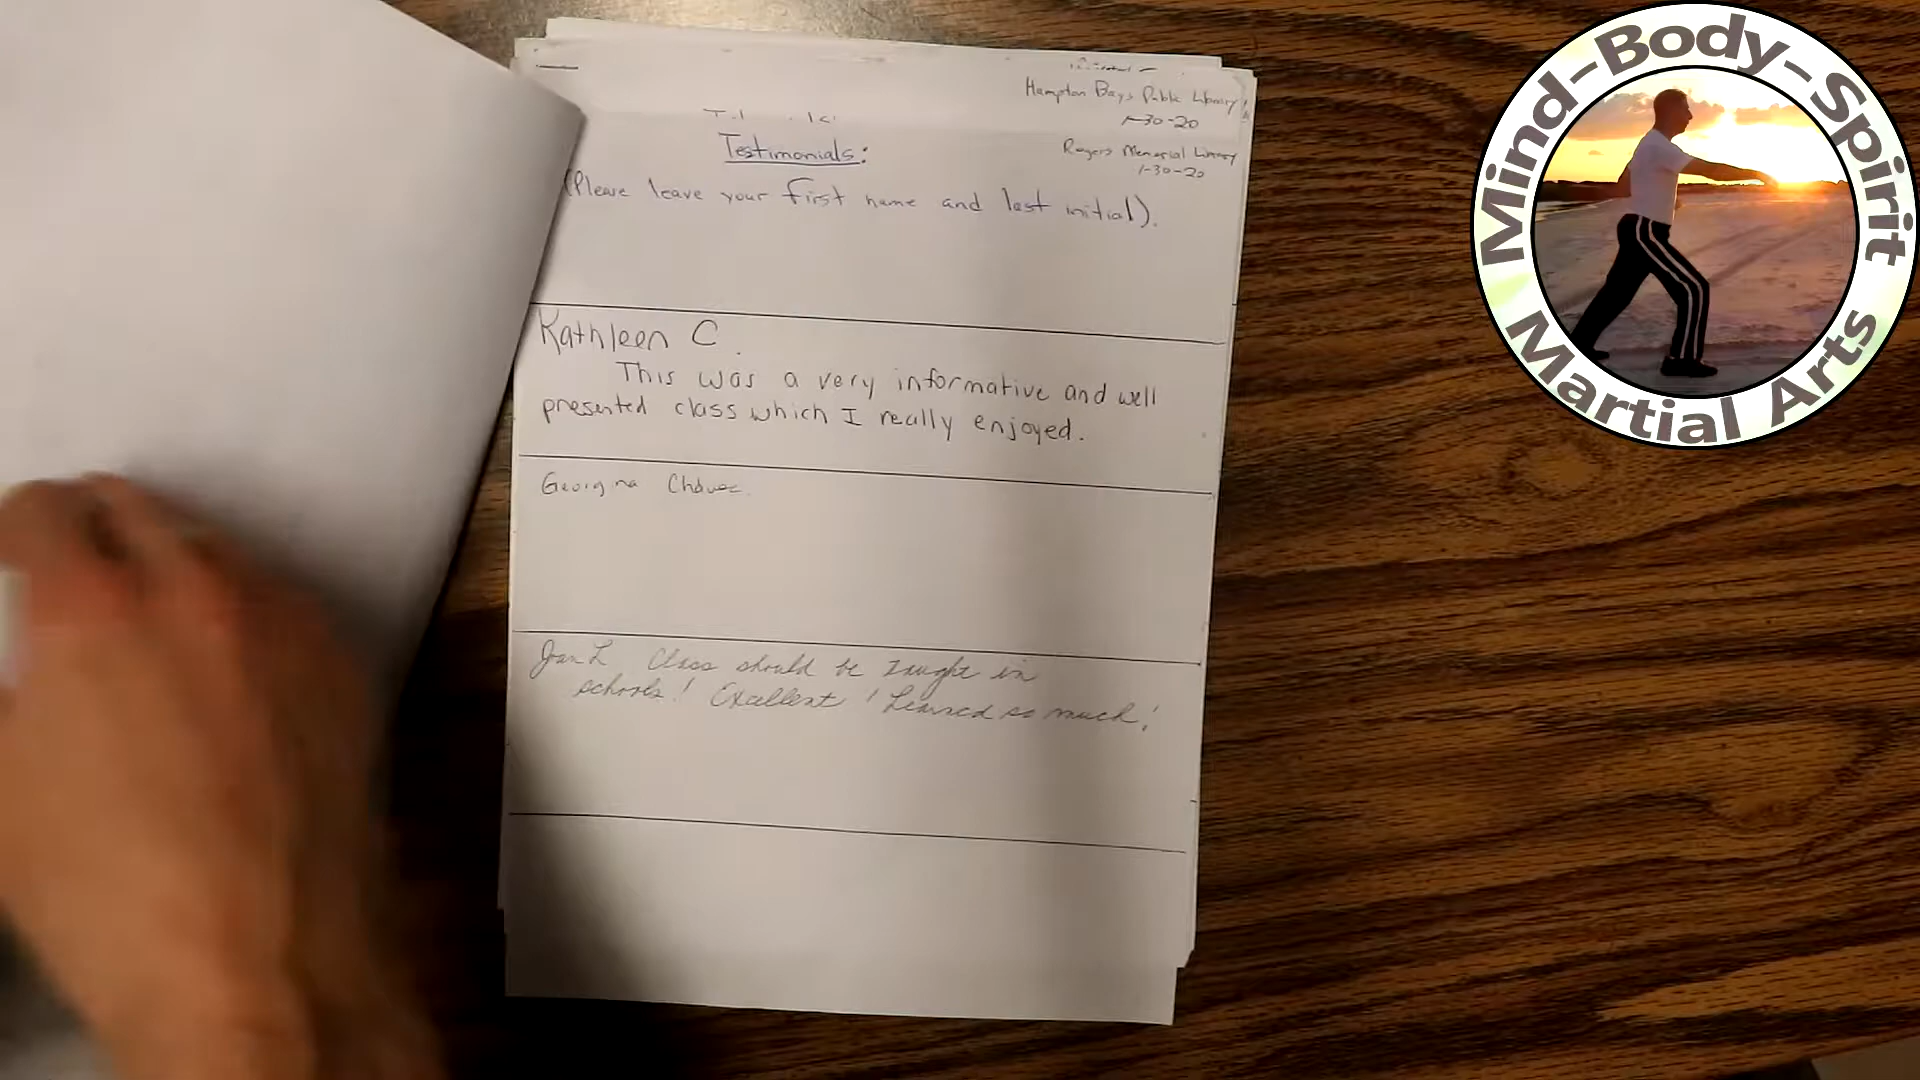 Hampton Bays Public Library
1-30-20
Testimonials:
Rogers Memorial Library
1-30-20
(Please leave your first name and last initial).
Kathleen C.
This was a very informative and well
presented class which I really enjoyed.
Georgina Chavez
Joan L Class should be taught in
schools! Excellent! Learned so much!
Mind-Body-Spirit
Martial Arts